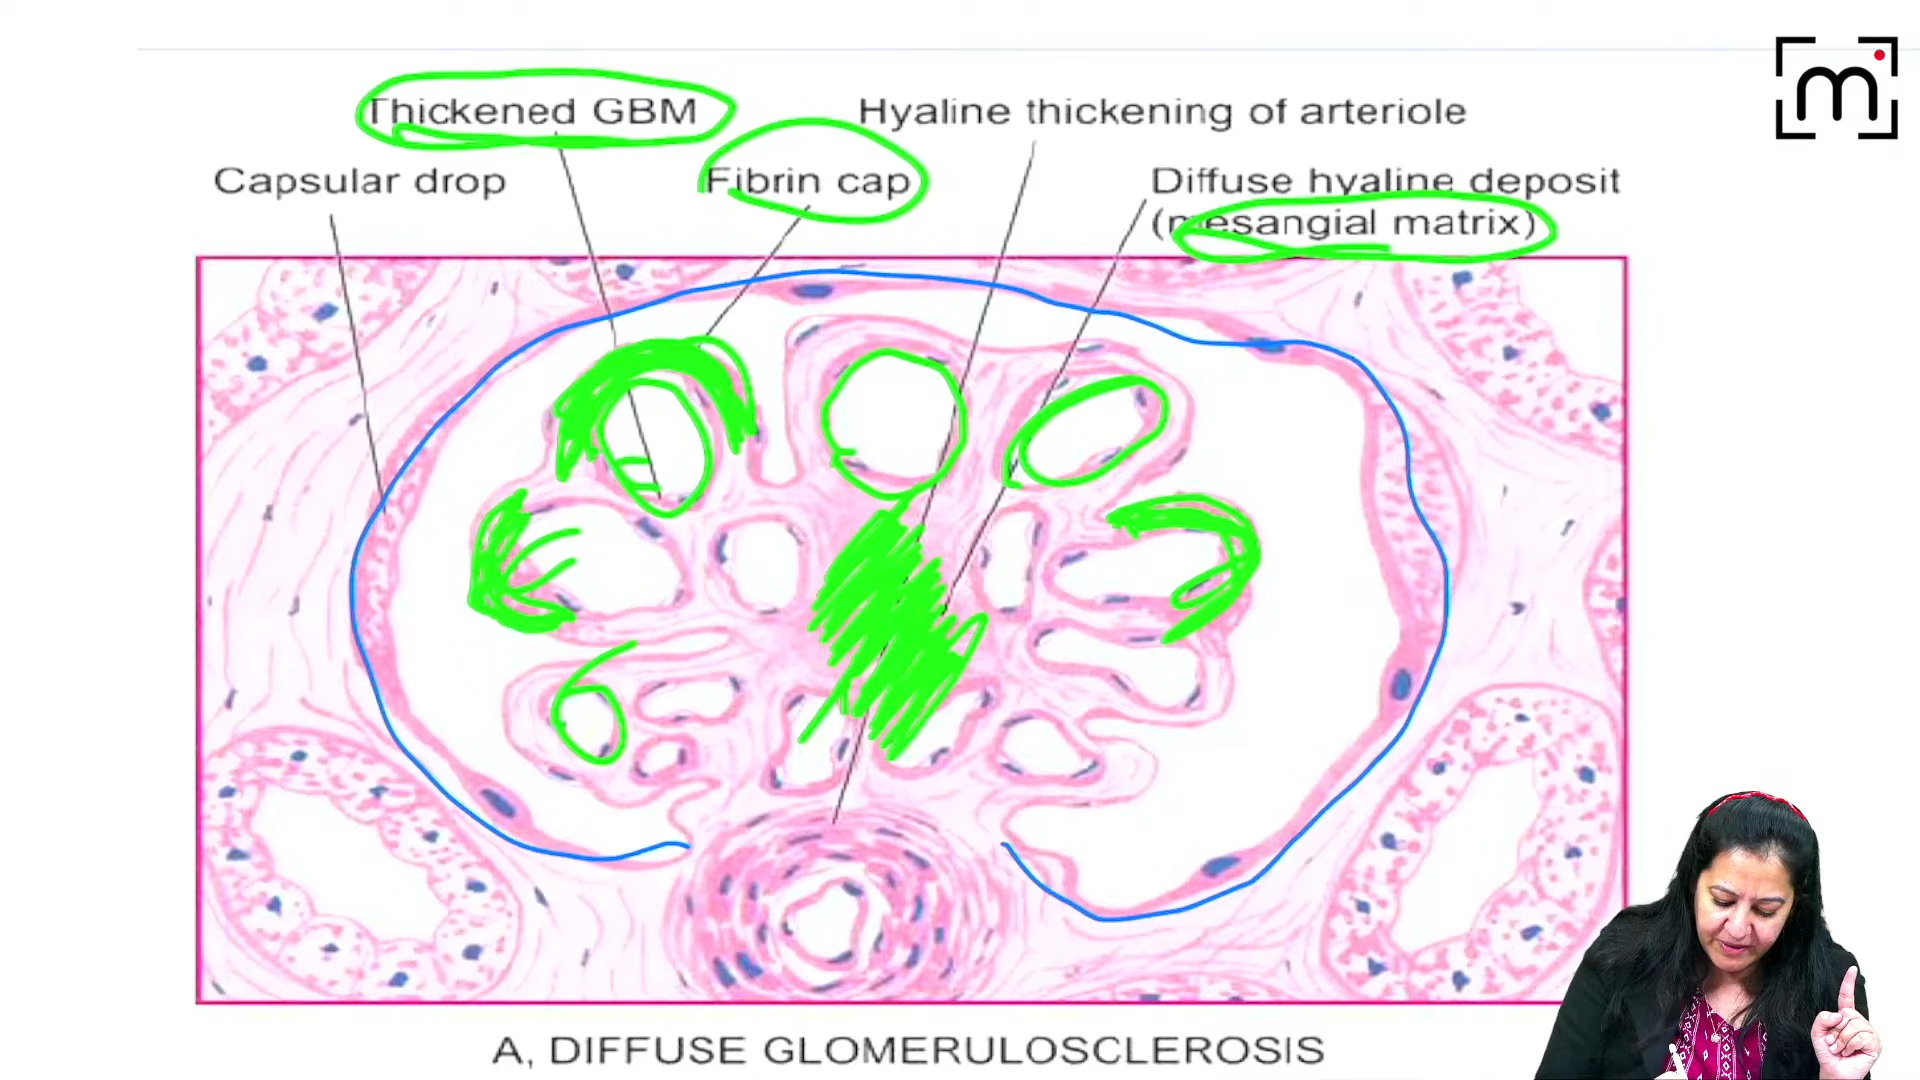 Thickened GBM
Hyaline thickening of arteriole
Capsular drop
Fibrin cap
Diffuse hyaline deposit
(mesangial matrix)
A, DIFFUSE GLOMERULOSCLEROSIS
m